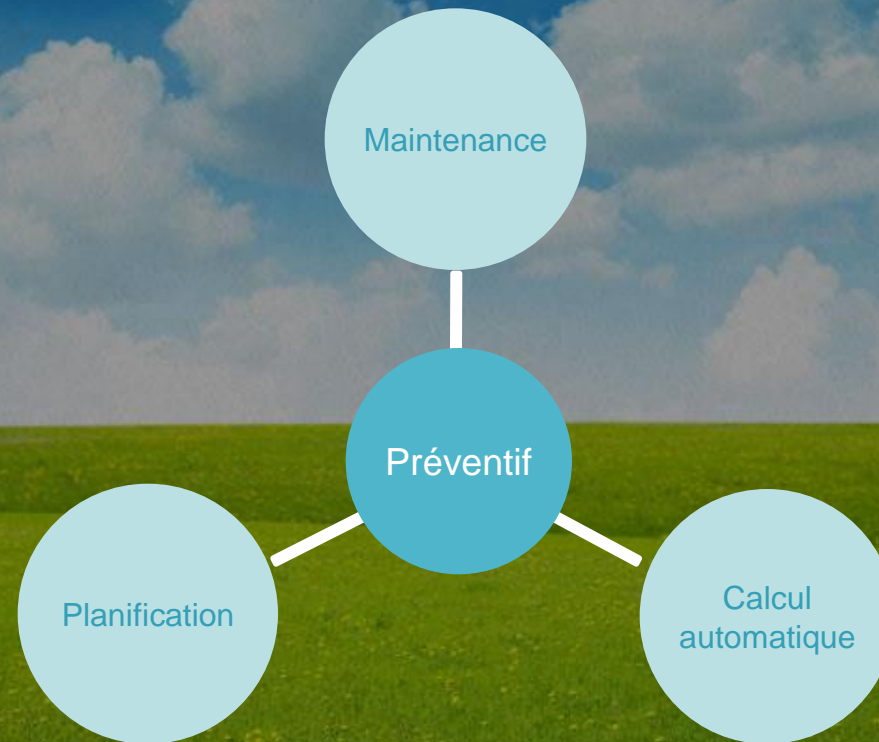 Maintenance
Préventif
Planification
Calcul
automatique